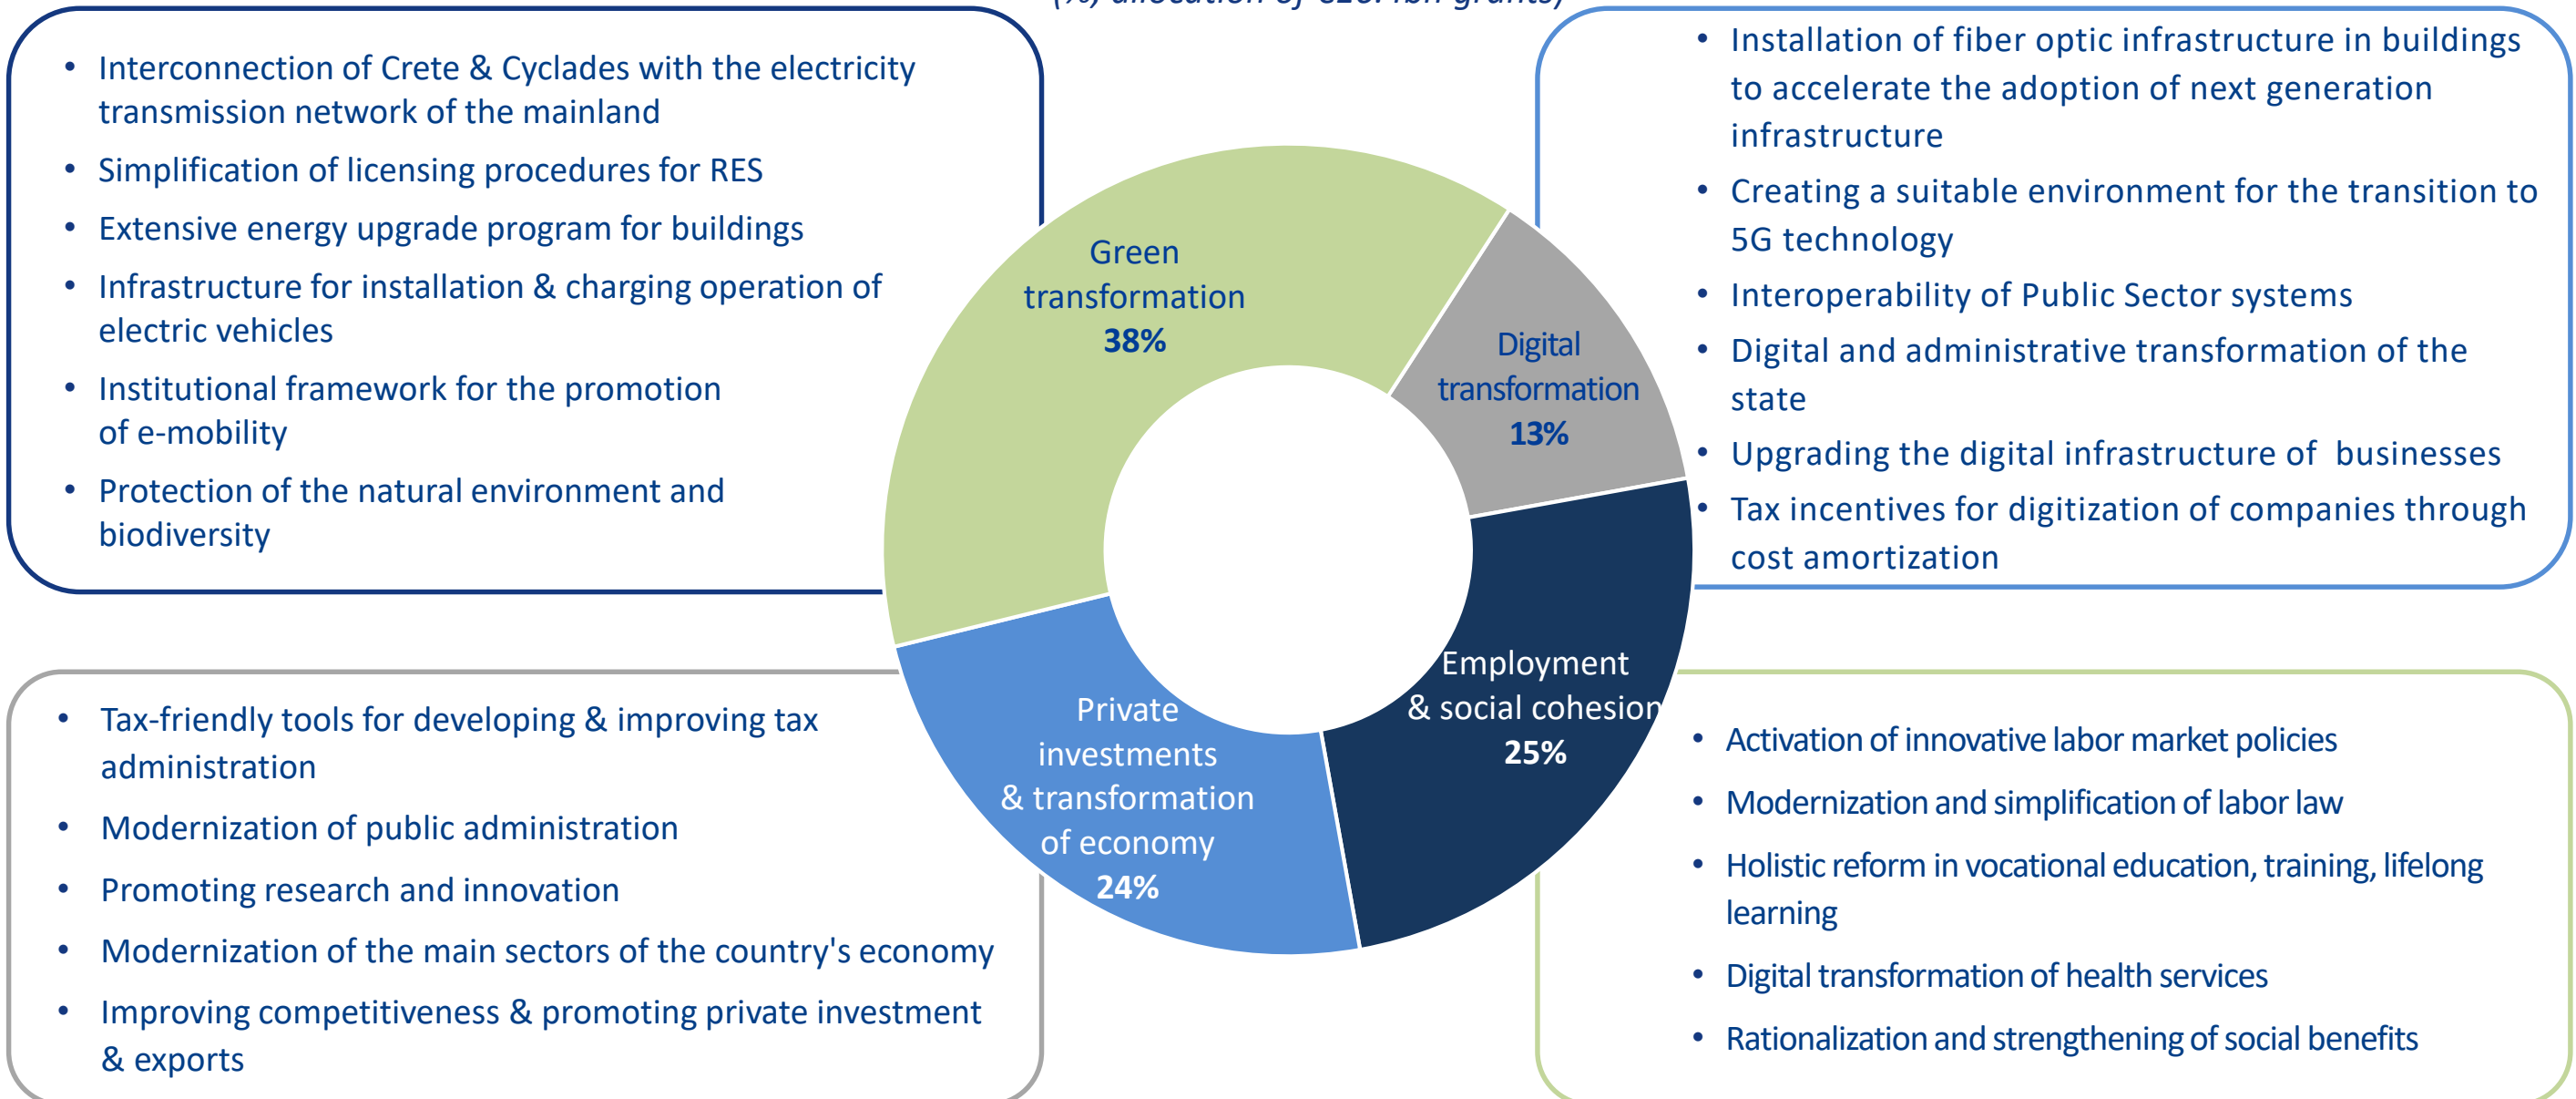 allocation of grants)
• Interconnection of Crete & Cyclades with the electricity
transmission network of the mainland
• Simplification of licensing procedures for RES
• Extensive energy upgrade program for buildings
• Infrastructure for installation & charging operation of
electric vehicles
• Institutional framework for the promotion
of e-mobility
• Protection of the natural environment and
biodiversity
• Installation of fiber optic infrastructure in buildings
to accelerate the adoption of next generation
infrastructure
• Creating a suitable environment for the transition to
5G technology
• Interoperability of Public Sector systems
• Digital and administrative transformation of the
state
• Upgrading the digital infrastructure of businesses
• Tax incentives for digitization of companies through
cost amortization
Green
transformation
38%
Digital
transformation
13%
Employment
& social cohesion
25%
Private
investments
& transformation
of economy
24%
• Tax-friendly tools for developing & improving tax
administration
• Modernization of public administration
• Promoting research and innovation
• Modernization of the main sectors of the country's economy
• Improving competitiveness & promoting private investment
& exports
• Activation of innovative labor market policies
• Modernization and simplification of labor law
• Holistic reform in vocational education, training, lifelong
learning
• Digital transformation of health services
• Rationalization and strengthening of social benefits